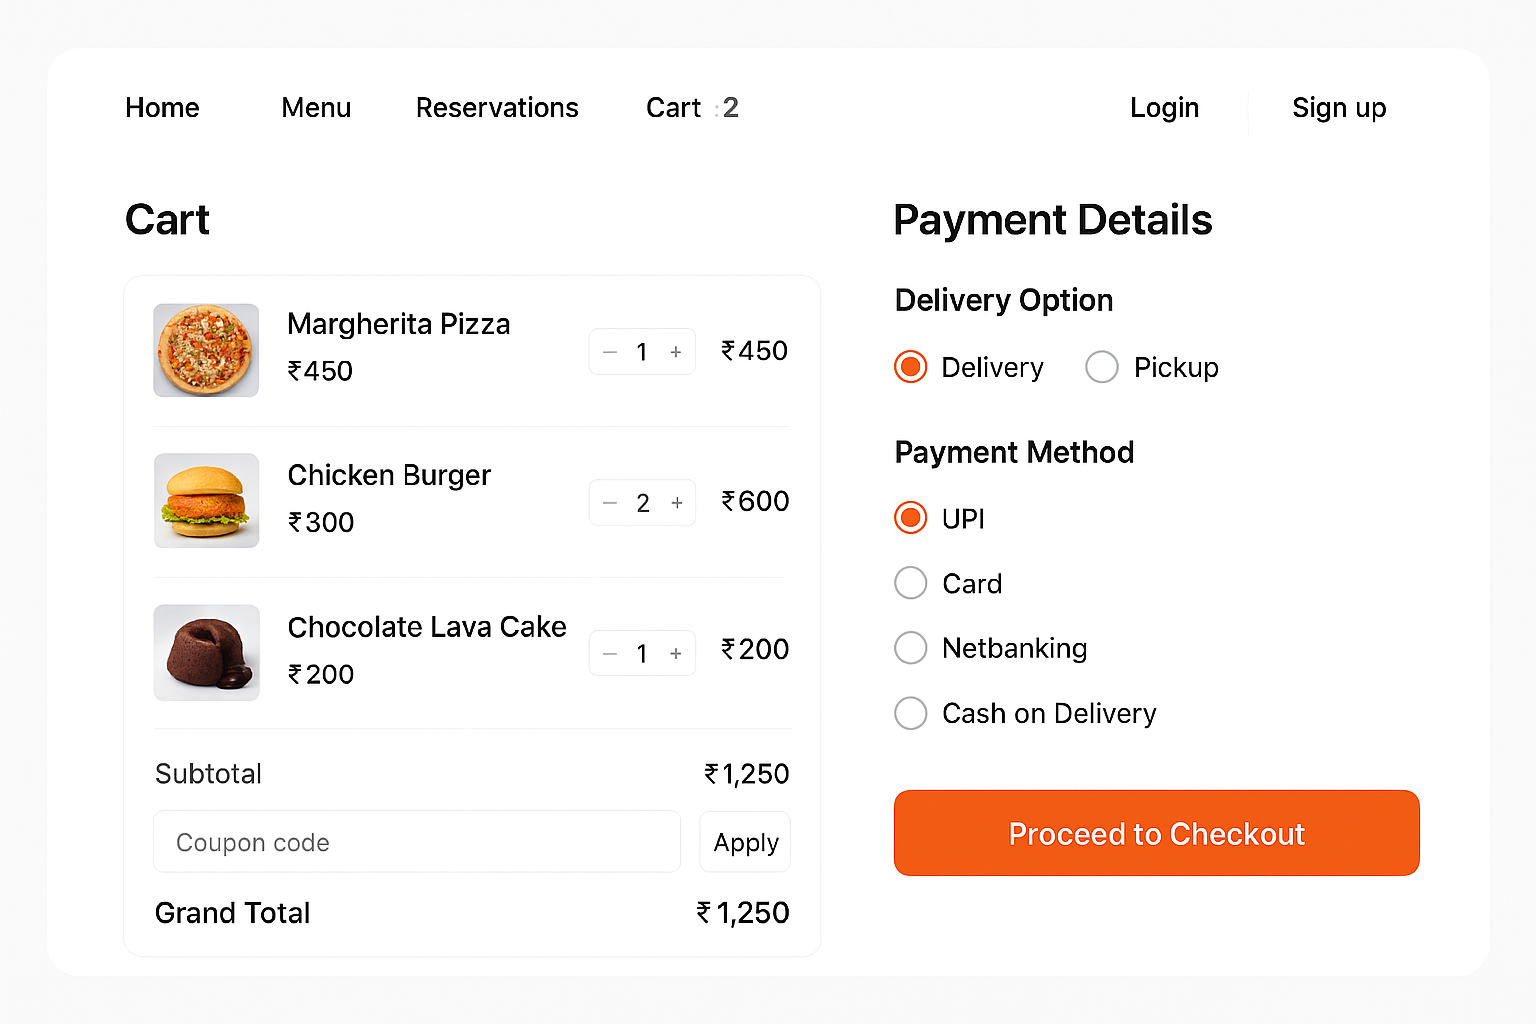 Home Menu Reservations Cart :2 Login Sign up
Cart
Margherita Pizza
₹450
− 1 + ₹450
Chicken Burger
₹300
− 2 + ₹600
Chocolate Lava Cake
₹200
− 1 + ₹200
Subtotal ₹1,250
Coupon code Apply
Grand Total ₹1,250
Payment Details
Delivery Option
Delivery Pickup
Payment Method
UPI
Card
Netbanking
Cash on Delivery
Proceed to Checkout